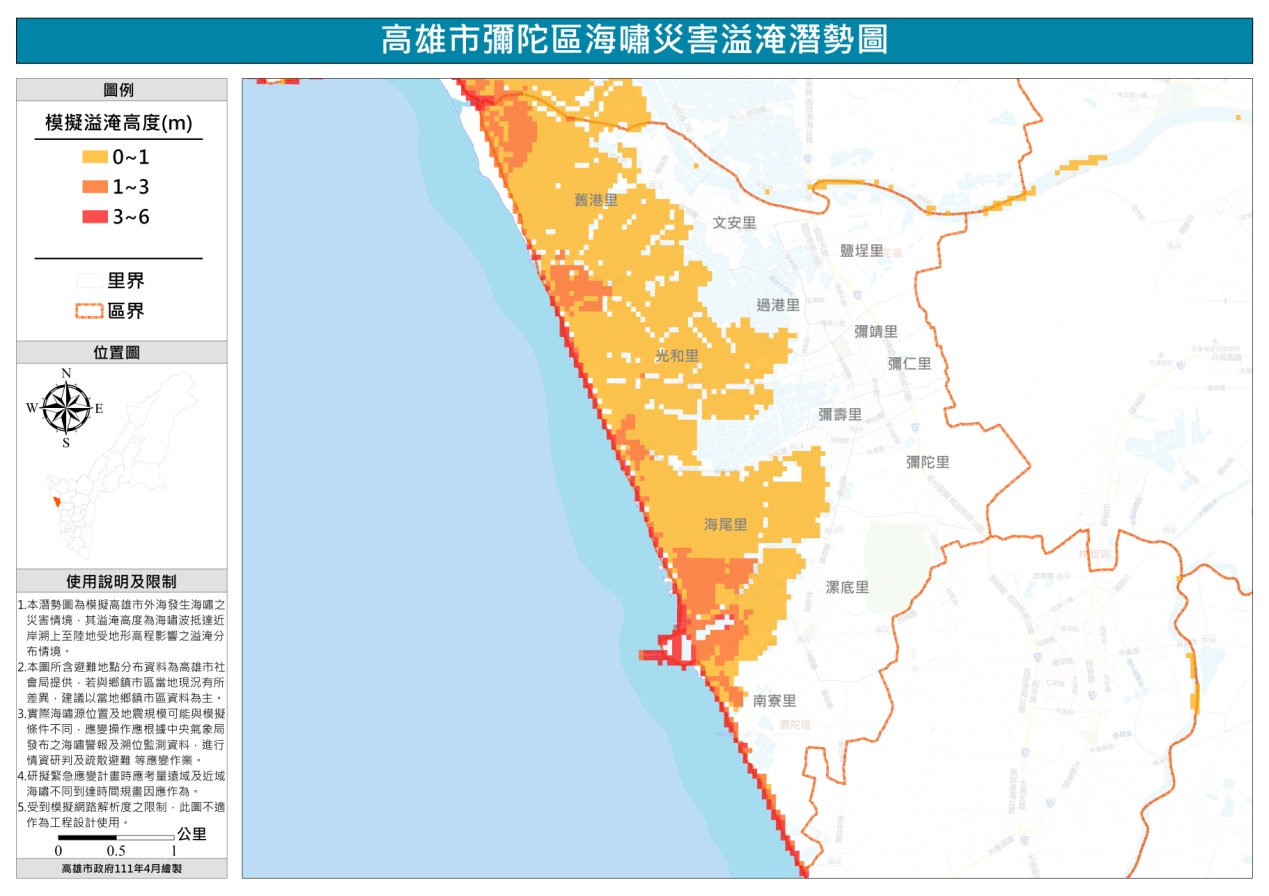 高雄市彌陀區海嘯災害溢淹潛勢圖
圖例
模擬溢淹高度(m)
0~1
1~3
3~6
里界
區界
位置圖
N
W
E
S
使用說明及限制
1.本潛勢圖為模擬高雄市外海發生海嘯之
災害情境，其溢淹高度為海嘯波抵達近
岸溯上至陸地受地形高程影響之溢淹分
布情境。
2.本圖所含避難地點分布資料為高雄市社
會局提供，若與鄉鎮市區當地現況有所
差異，建議以當地鄉鎮市區資料為主。
3.實際海嘯源位置及地震規模可能與模擬
條件不同，應變操作應根據中央氣象局
發布之海嘯警報及溯位監測資料，進行
情資研判及疏散避難 等應變作業。
4.研擬緊急應變計畫時應考量遠域及近域
海嘯不同到達時間規畫因應作為。
5.受到模擬網路解析度之限制，此圖不適
作為工程設計使用。
公里
0 0.5 1
高雄市政府111年4月繪製
舊港里
文安里
鹽埕里
過港里
彌靖里
光和里
彌仁里
彌壽里
彌陀里
海尾里
漯底里
南寮里
彌陀區